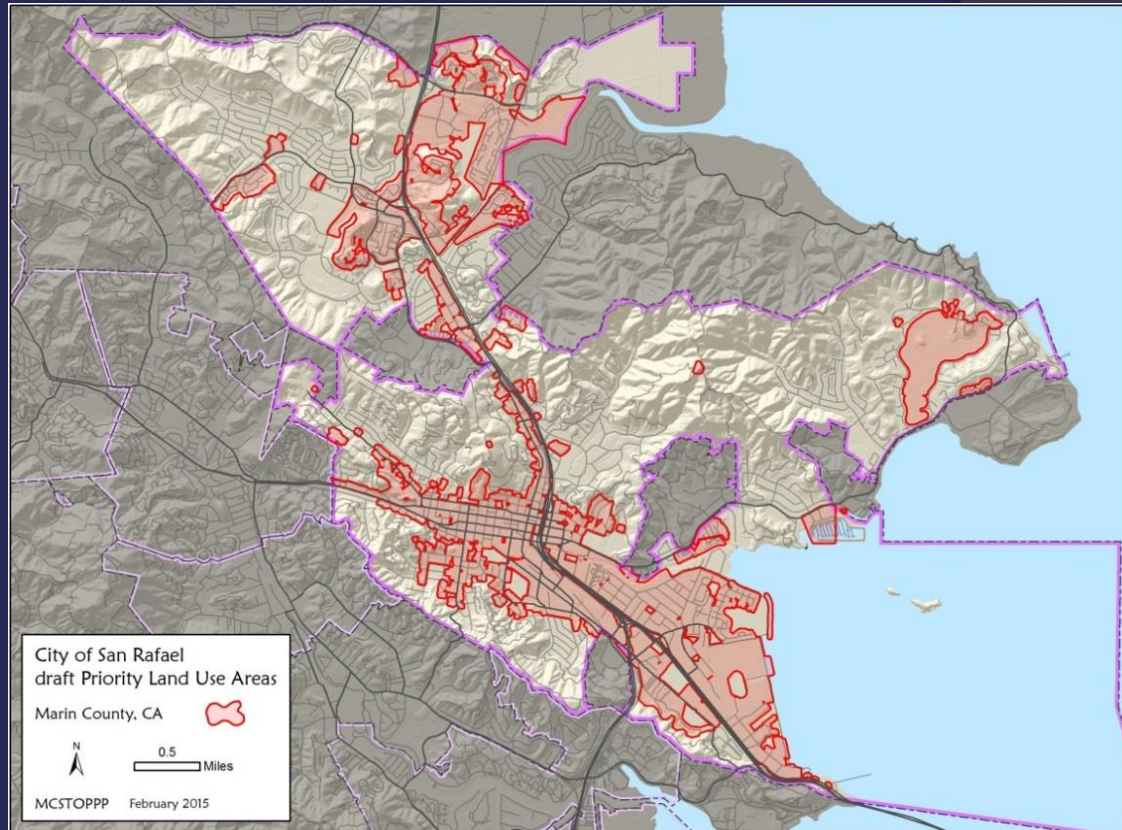 City of San Rafael
draft Priority Land Use Areas
Marin County, CA
N
0.5
Miles
MCSTOPPP February 2015